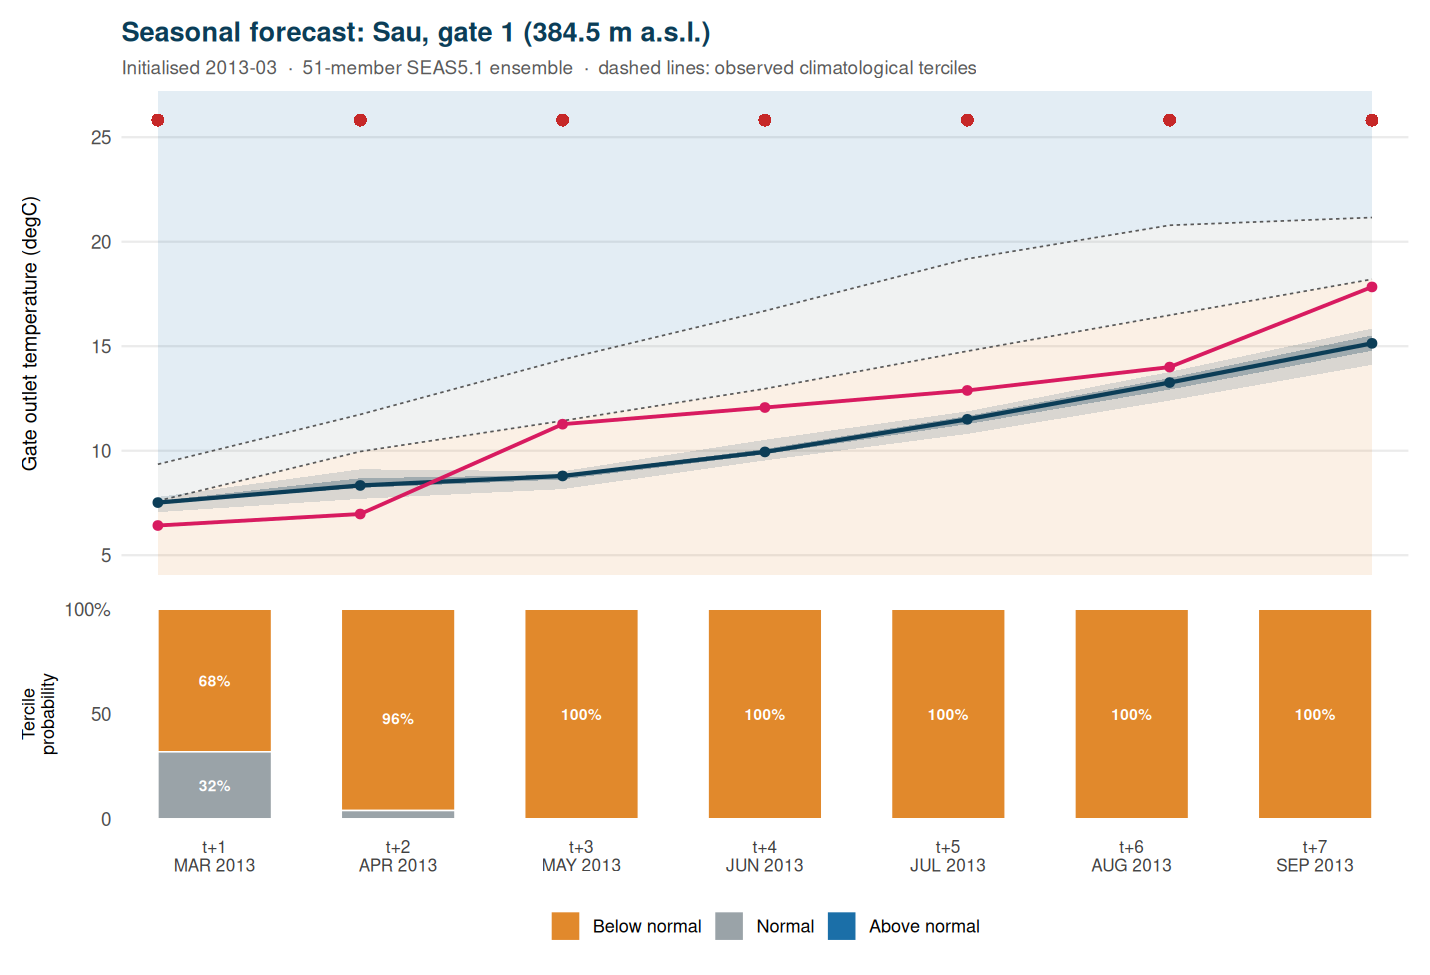 Seasonal forecast: Sau, gate 1 (384.5 m a.s.l.)
Initialised 2013-03 · 51-member SEAS5.1 ensemble · dashed lines: observed climatological terciles
Gate outlet temperature (degC)
25
20
15
10
5
Tercile
probability
100%
50
0
68%
32%
96%
100%
100%
100%
100%
100%
t+1
MAR 2013
t+2
APR 2013
t+3
MAY 2013
t+4
JUN 2013
t+5
JUL 2013
t+6
AUG 2013
t+7
SEP 2013
Below normal
Normal
Above normal